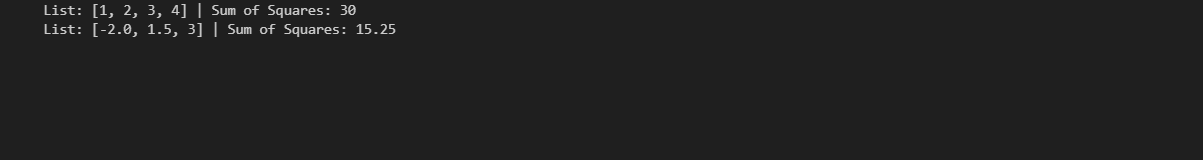 List: [1, 2, 3, 4] | Sum of Squares: 30
List: [-2.0, 1.5, 3] | Sum of Squares: 15.25